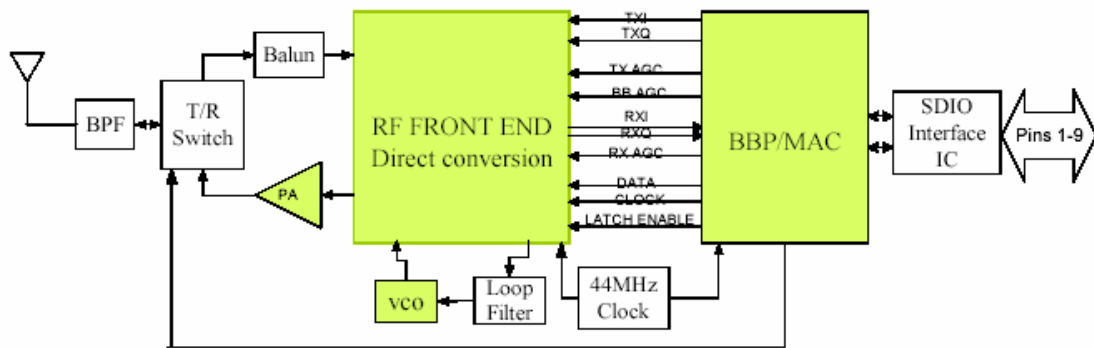 TXI
TXQ
Balun
TX AGC
BB AGC
BPF
T/R
Switch
RF FRONT END
Direct conversion
RXI
RXQ
RX AGC
BBP/MAC
SDIO
Interface
IC
Pins 1-9
PA
DATA
CLOCK
LATCH ENABLE
vco
Loop
Filter
44MHz
Clock